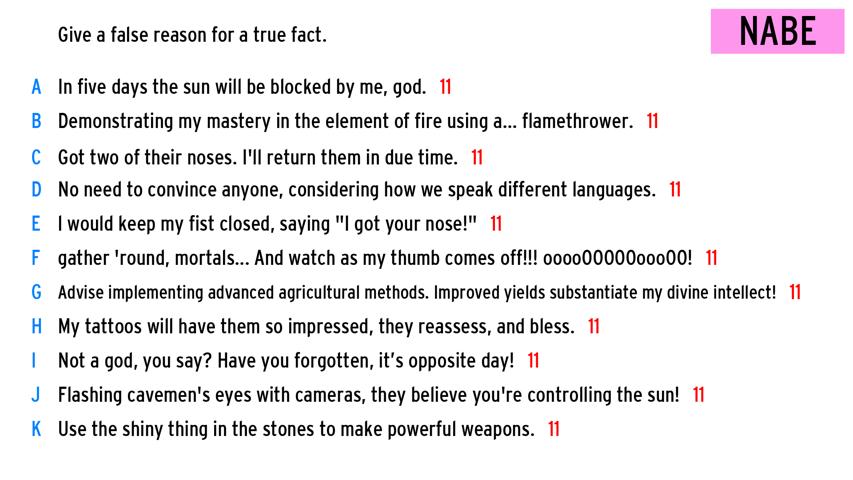 Give a false reason for a true fact.
NABE
A In five days the sun will be blocked by me, god. 11
B Demonstrating my mastery in the element of fire using a... flamethrower. 11
C Got two of their noses. I'll return them in due time. 11
D No need to convince anyone, considering how we speak different languages. 11
E I would keep my fist closed, saying "I got your nose!" 11
F gather 'round, mortals... And watch as my thumb comes off!!! oooo00000ooo00! 11
G Advise implementing advanced agricultural methods. Improved yields substantiate my divine intellect! 11
H My tattoos will have them so impressed, they reassess, and bless. 11
I Not a god, you say? Have you forgotten, it’s opposite day! 11
J Flashing cavemen's eyes with cameras, they believe you're controlling the sun! 11
K Use the shiny thing in the stones to make powerful weapons. 11